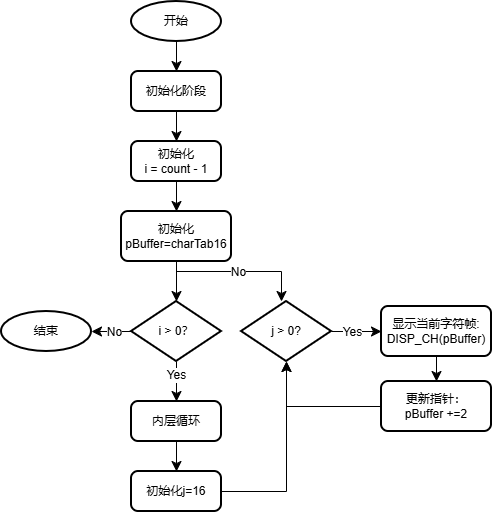 开始
初始化阶段
初始化
i = count - 1
初始化
pBuffer=charTab16
No
i > 0?
结束
No
j > 0?
Yes
显示当前字符帧:
DISP_CH(pBuffer)
Yes
更新指针：
pBuffer +=2
内层循环
初始化j=16